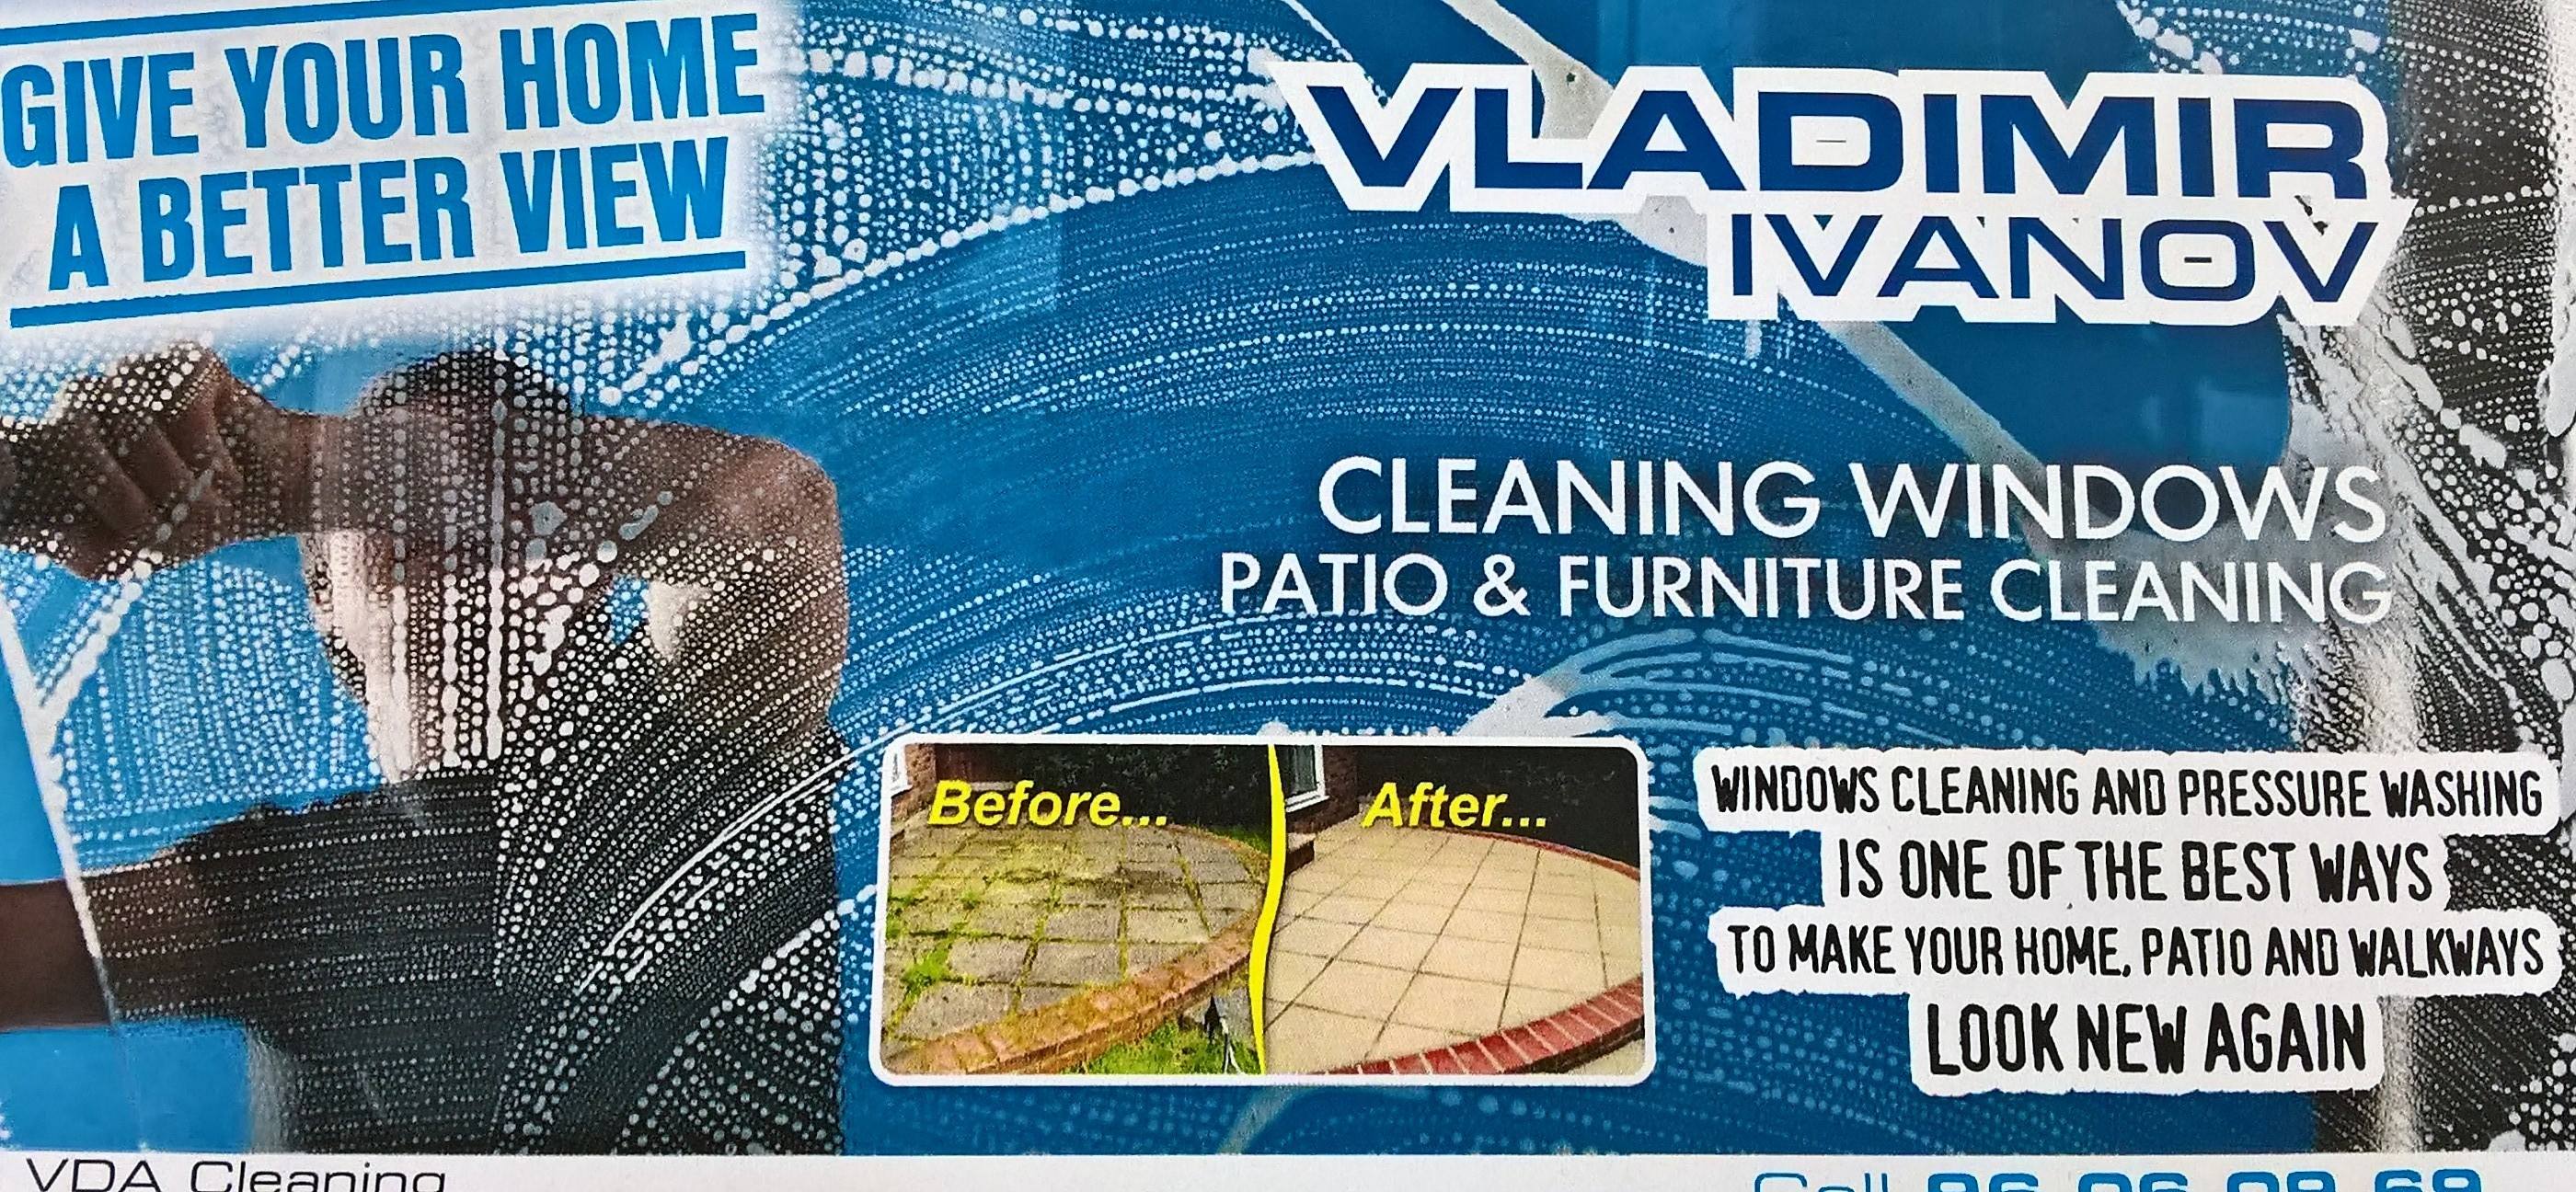 GIVE YOUR HOME
A BETTER VIEW
VLADIMIR
IVANOV
CLEANING WINDOWS
PATIO & FURNITURE CLEANING
Before...
After...
WINDOWS CLEANING AND PRESSURE WASHING
IS ONE OF THE BEST WAYS
TO MAKE YOUR HOME, PATIO AND WALKWAYS
LOOK NEW AGAIN
VDA Cleaning
Call